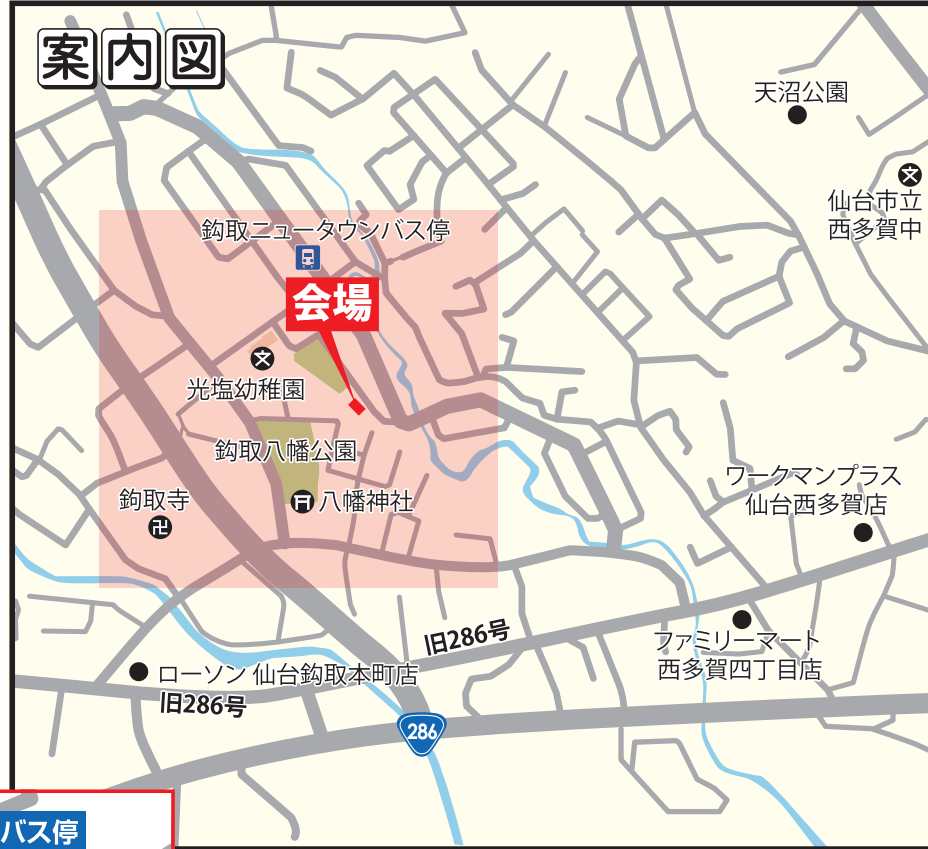 案内図
天沼公園
仙台市立
西多賀中
鈎取ニュータウンバス停
会場
光塩幼稚園
鈎取八幡公園
八幡神社
鈎取寺
ワークマンプラス
仙台西多賀店
旧286号
ファミリーマート
西多賀四丁目店
ローソン 仙台鈎取本町店
旧286号
286
バス停